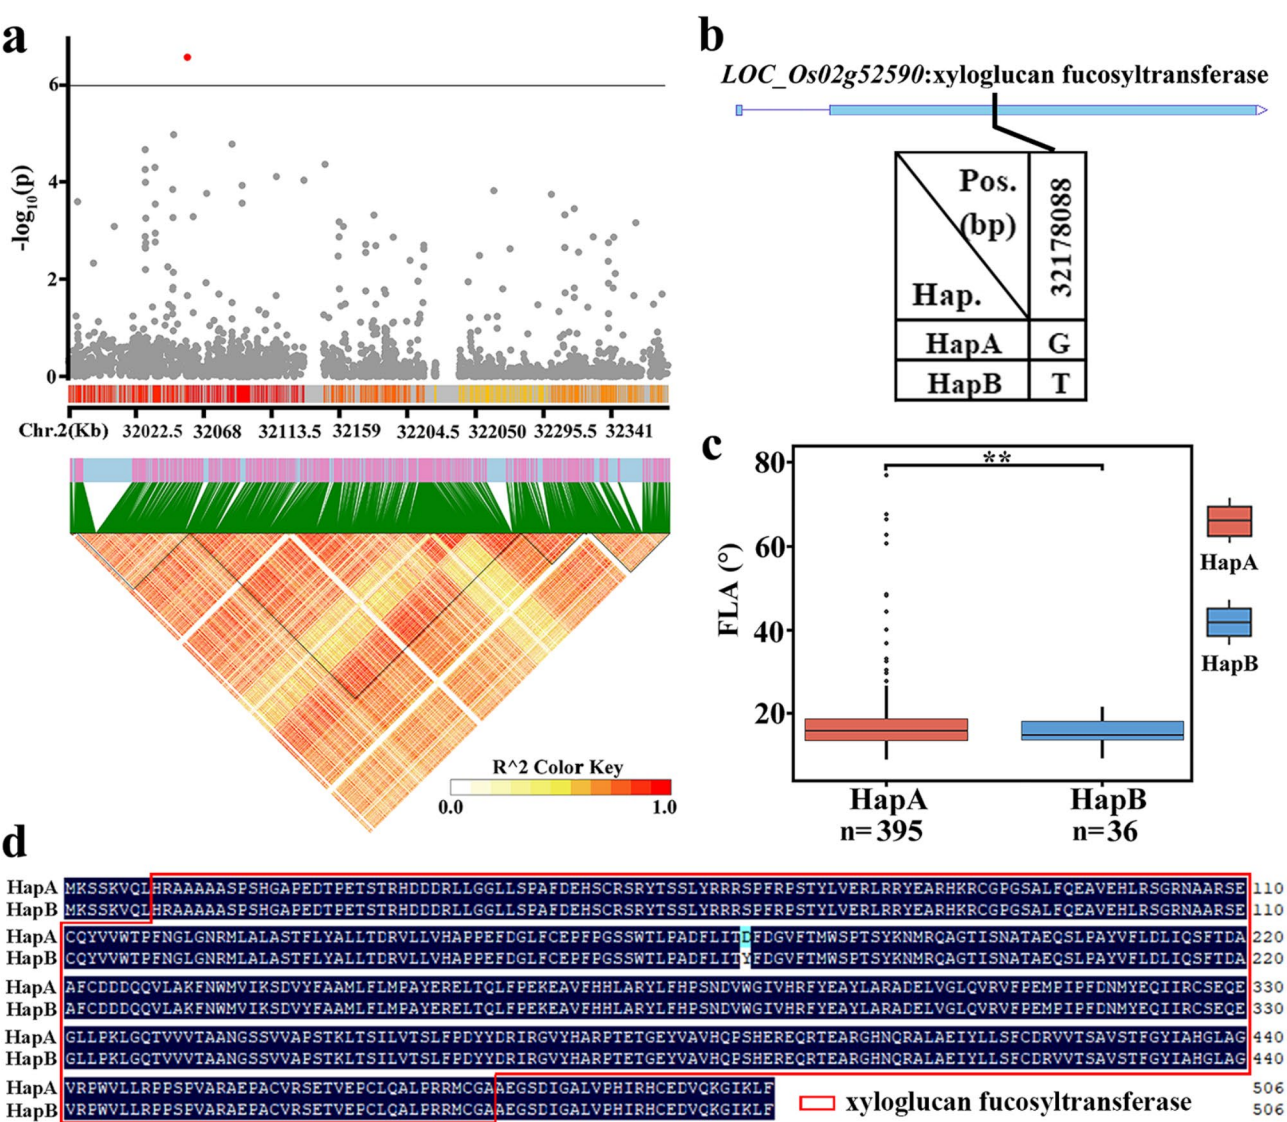 a
6
4
2
0
-log10(p)
Chr.2(Kb) 32022.5 32068 32113.5 32159 32204.5 322050 32295.5 32341
R^2 Color Key
0.0 1.0
b
LOC_Os02g52590:xyloglucan fucosyltransferase
Pos.
(bp)
Hap.
32178088
HapA G
HapB T
c
80
60
40
20
FLA (°)
**
HapA
n=395
HapB
n=36
HapA
HapB
d
HapA MKSSKVQLHRAAAAAASPSHGAPEDTPETSTRHDDDRLLGGLLSPAFDEHSCRSRYTSSLYRRRSPFRPSTYLVERLRRYEARHKRCGPGSALFQEAVEHLRSGRNAARSE 110
HapB MKSSKVQLHRAAAAAASPSHGAPEDTPETSTRHDDDRLLGGLLSPAFDEHSCRSRYTSSLYRRRSPFRPSTYLVERLRRYEARHKRCGPGSALFQEAVEHLRSGRNAARSE 110
HapA CQYVVWTPFNGLGNRMLALASTFLYALLTDRVLLVHAPPEFDGLFCEPFPGSSWTLPADFLITDFDGVFTMWSPTSYKNMRQAGTISNATAEQSLPAYVFLDLIQSFTDA 220
HapB CQYVVWTPFNGLGNRMLALASTFLYALLTDRVLLVHAPPEFDGLFCEPFPGSSWTLPADFLITYFDGVFTMWSPTSYKNMRQAGTISNATAEQSLPAYVFLDLIQSFTDA 220
HapA AFCDDDQQVLAKFNWMVIKSDVYFAAMLFLMPAYERELTQLFPEKEAVFHHLARYLFHPSNDVWGIVHRFYEAYLARADELVGLQVRVFPEMPIPFDNMYEQIIRCSEQE 330
HapB AFCDDDQQVLAKFNWMVIKSDVYFAAMLFLMPAYERELTQLFPEKEAVFHHLARYLFHPSNDVWGIVHRFYEAYLARADELVGLQVRVFPEMPIPFDNMYEQIIRCSEQE 330
HapA GLLPKLGQTVVVTAANGSSVVAPSTKLTSILVTSLFPDYYDRIRGVYHARPTETGEYVAVHQPSHEREQRTEARGHNQRALAEIYLLSFCDRVVTSAVSTFGYIAHGLAG 440
HapB GLLPKLGQTVVVTAANGSSVVAPSTKLTSILVTSLFPDYYDRIRGVYHARPTETGEYVAVHQPSHEREQRTEARGHNQRALAEIYLLSFCDRVVTSAVSTFGYIAHGLAG 440
HapA VRPWVLLRPPSPVARAEPACVRSETVEPCLQALPRRMCGAAEGSDIGALVPHIRHCEDVQKGIKLF 506
HapB VRPWVLLRPPSPVARAEPACVRSETVEPCLQALPRRMCGAAEGSDIGALVPHIRHCEDVQKGIKLF 506
xyloglucan fucosyltransferase